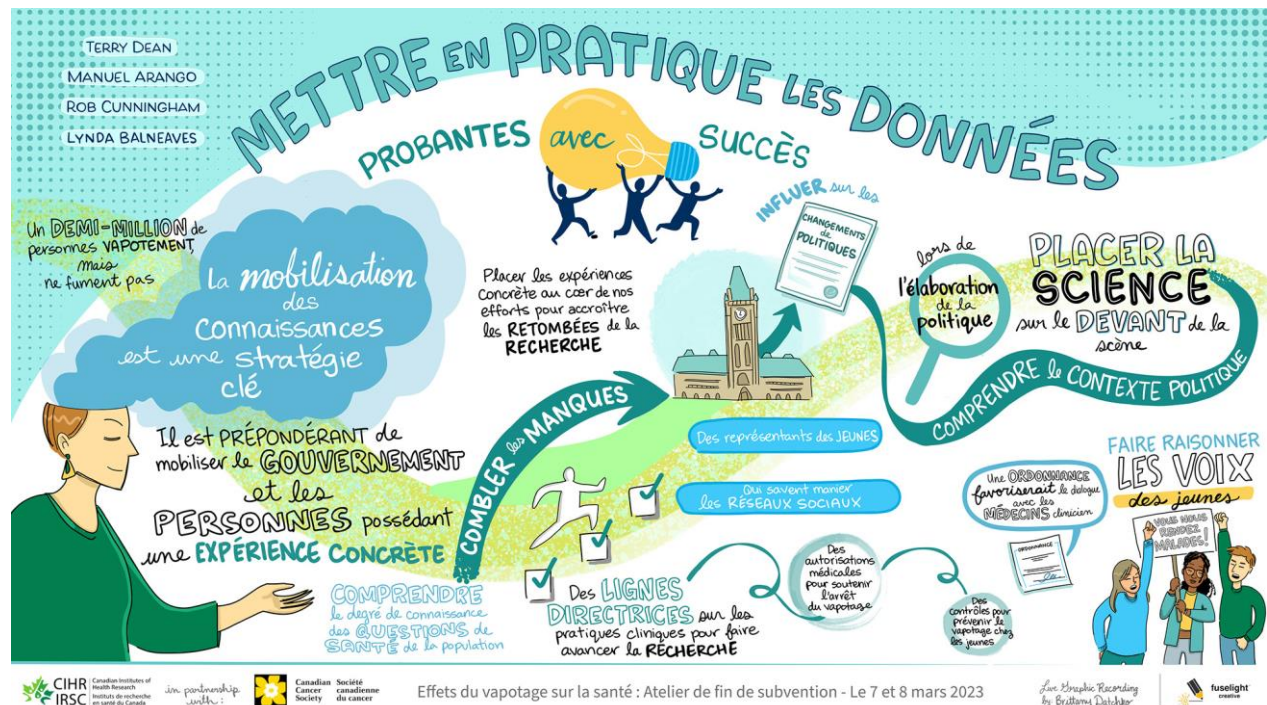 TERRY DEAN
MANUEL ARANGO
ROB CUNNINGHAM
LYNDA BALNEAVES
METTRE EN PRATIQUE LES DONNÉES
PROBANTES avec SUCCÈS
Un DEMI-MILLION de
personnes VAPOTEMENT,
mais
ne fument pas
La mobilisation
des
connaissances
est une stratégie
clé
Placer les expériences
concrète au cœr de nos
efforts pour accroître
les RETOMBÉES de la
RECHERCHE
INFLUER sur les
CHANGEMENTS
de
POLITIQUES
lors de
l'élaboration
de la
politique
PLACER LA
SCIENCE
sur le DEVANT de la
scène
COMPRENDRE le CONTEXTE POLITIQUE
Il est PRÉPONDÉRANT de
mobiliser le GOUVERNEMENT
et les
PERSONNES possédant
une EXPÉRIENCE CONCRÈTE
COMBLER les MANQUES
Des représentants des JEUNES
Qui savent manier
les RÉSEAUX SOCIAUX
COMPRENDRE
le degré de connaissance
des QUESTIONS de
SANTÉ de la population
Des LIGNES
DIRECTRICES sur les
pratiques cliniques pour faire
avancer la RECHERCHE
Des
autorisations
médicales
pour soutenir
l'arrêt
du vapotage
Des
contrôles pour
prévenir le
vapotage chez
les jeunes
Une ORDONNANCE
favoriserait le dialogue
avec les
MÉDECINS clinicien
ORDONNANCE
FAIRE RAISONNER
LES VOIX
des jeunes
VOUS NOUS
RENDEZ
MALADES!
CIHR
IRSC
Canadian Institutes of
Health Research
Instituts de recherche
en santé du Canada
in partnership
with:
Canadian
Cancer
Society
Société
canadienne
du cancer
Effets du vapotage sur la santé : Atelier de fin de subvention - Le 7 et 8 mars 2023
Live Graphic Recording
by Brittany Datchko
fuselight
creative